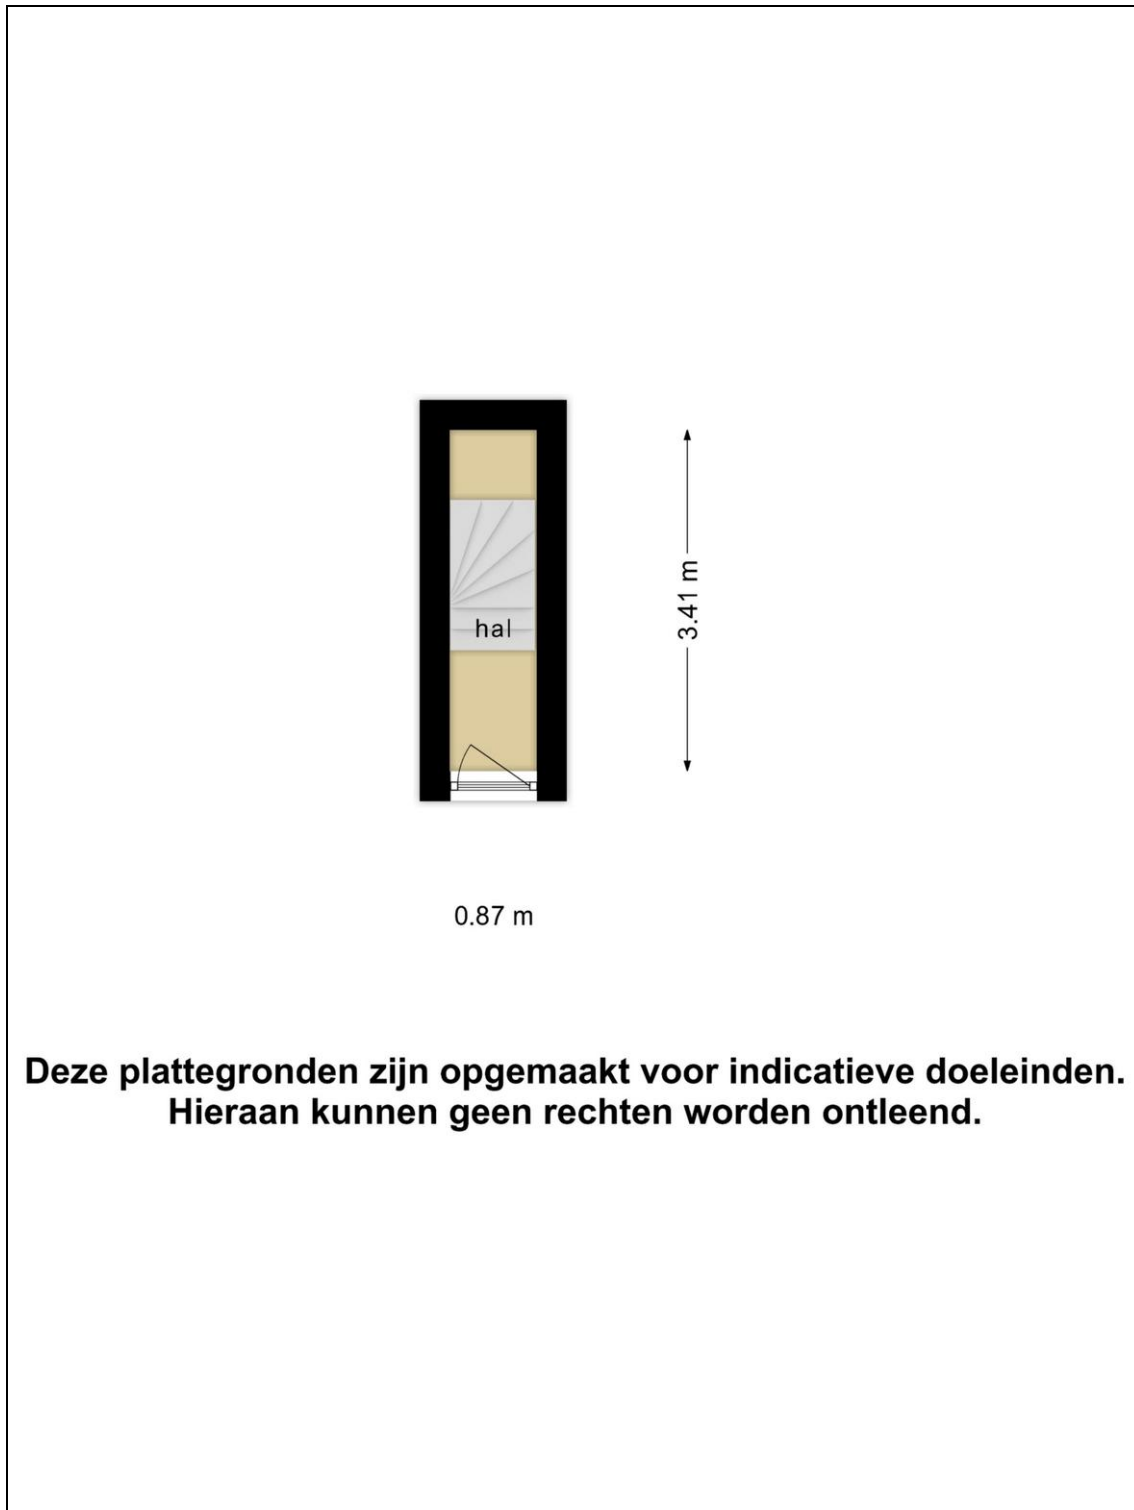 hal
3.41 m
0.87 m
Deze plattegronden zijn opgemaakt voor indicatieve doeleinden.
Hieraan kunnen geen rechten worden ontleend.